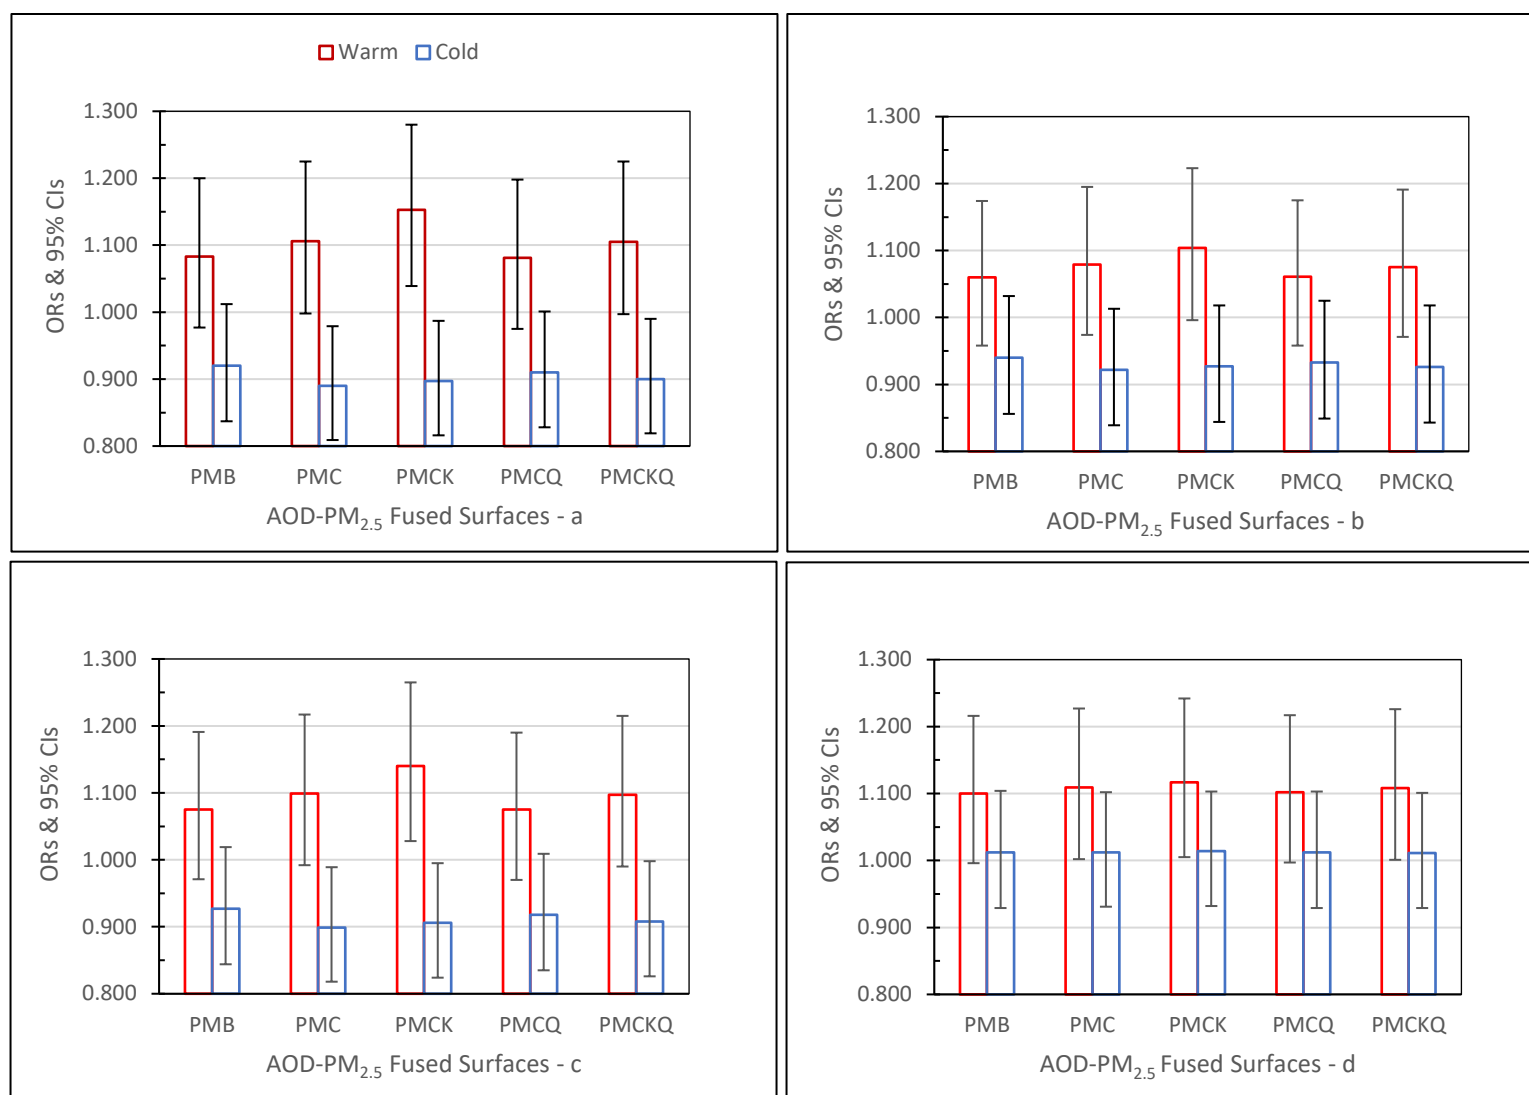 Warm Cold
ORs & 95% CIs
1.300
1.200
1.100
1.000
0.900
0.800
PMB PMC PMCK PMCQ PMCKQ
AOD-PM2.5 Fused Surfaces - a
ORs & 95% CIs
1.300
1.200
1.100
1.000
0.900
0.800
PMB PMC PMCK PMCQ PMCKQ
AOD-PM2.5 Fused Surfaces - b
ORs & 95% CIs
1.300
1.200
1.100
1.000
0.900
0.800
PMB PMC PMCK PMCQ PMCKQ
AOD-PM2.5 Fused Surfaces - c
ORs & 95% CIs
1.300
1.200
1.100
1.000
0.900
0.800
PMB PMC PMCK PMCQ PMCKQ
AOD-PM2.5 Fused Surfaces - d